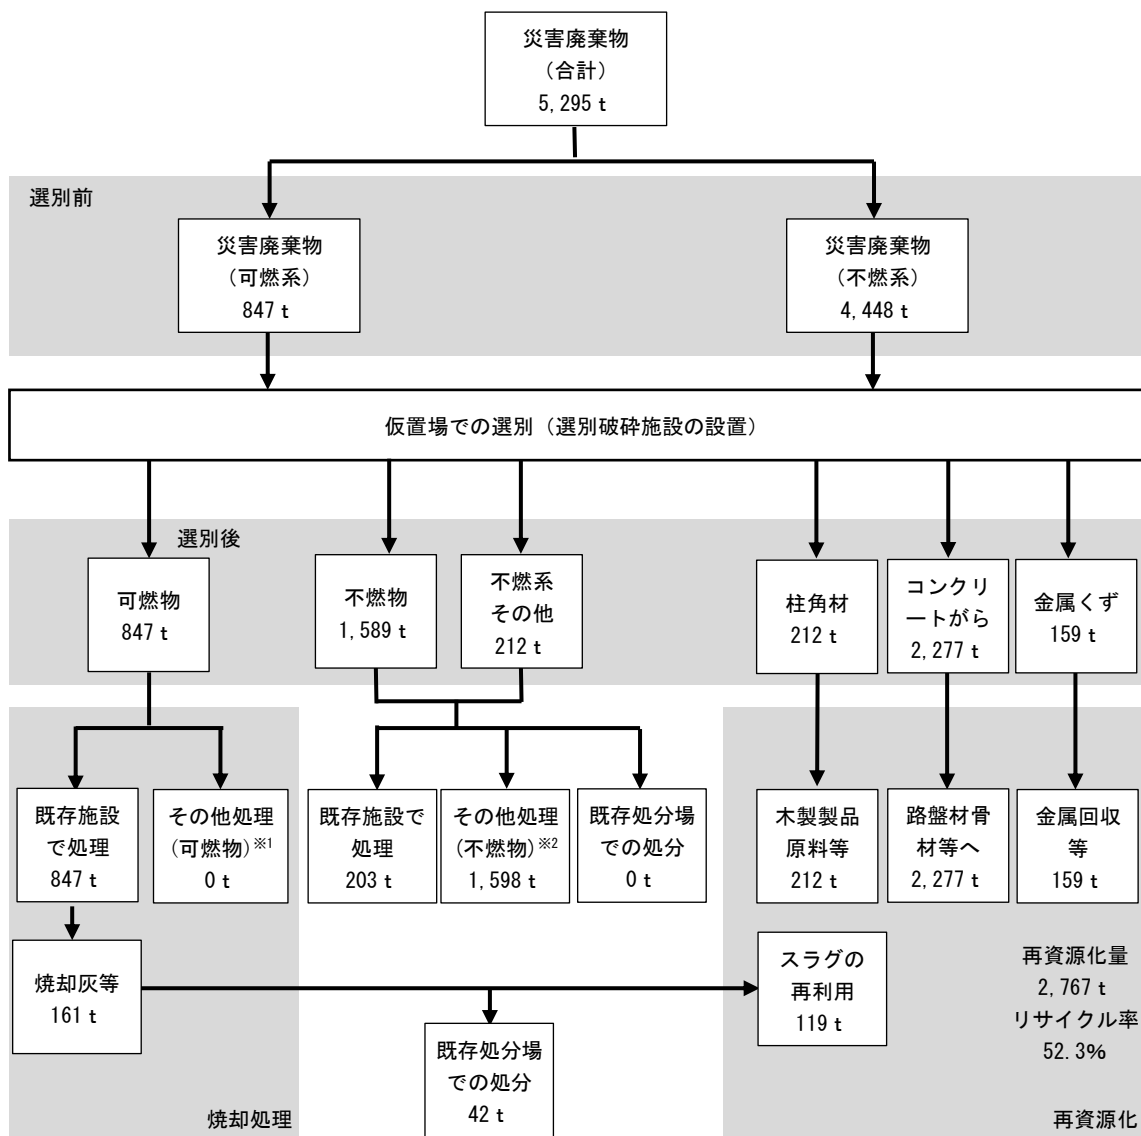 災害廃棄物
（合計）
5,295 t
選別前
災害廃棄物
（可燃系）
847 t
災害廃棄物
（不燃系）
4,448 t
仮置場での選別（選別破砕施設の設置）
選別後
可燃物
847 t
不燃物
1,589 t
不燃系
その他
212 t
柱角材
212 t
コンクリ
ートがら
2,277 t
金属くず
159 t
既存施設
で処理
847 t
その他処理
(可燃物)※1
0 t
既存施設で
処理
203 t
その他処理
(不燃物)※2
1,598 t
既存処分場
での処分
0 t
木製製品
原料等
212 t
路盤材骨
材等へ
2,277 t
金属回収
等
159 t
焼却灰等
161 t
既存処分場
での処分
42 t
スラグの
再利用
119 t
再資源化量
2,767 t
リサイクル率
52.3%
焼却処理
再資源化